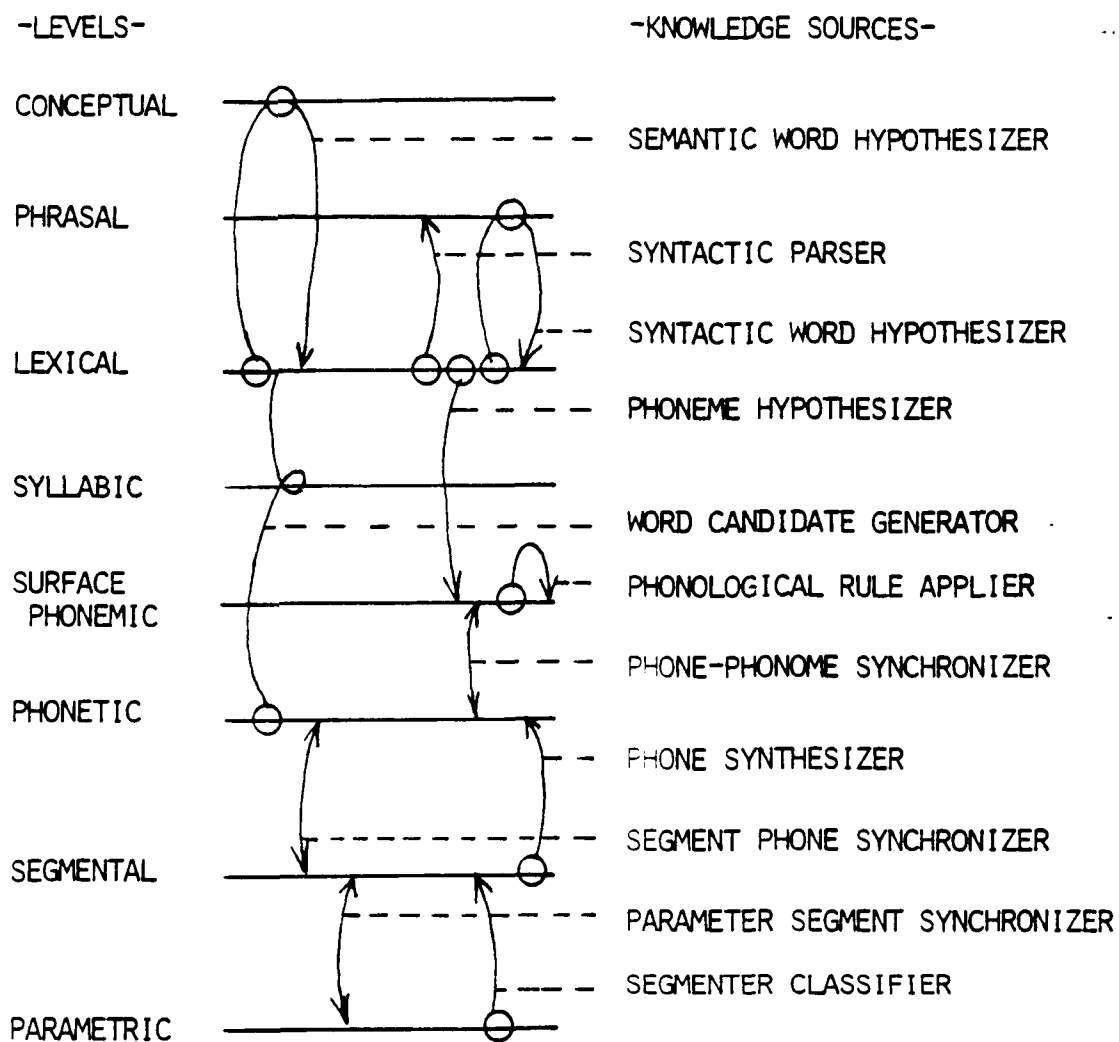 -LEVELS-
-KNOWLEDGE SOURCES-
CONCEPTUAL
SEMANTIC WORD HYPOTHESIZER
PHRASAL
SYNTACTIC PARSER
SYNTACTIC WORD HYPOTHESIZER
LEXICAL
PHONEME HYPOTHESIZER
SYLLABIC
WORD CANDIDATE GENERATOR
SURFACE
PHONEMIC
PHONOLOGICAL RULE APPLIER
PHONE-PHONOME SYNCHRONIZER
PHONETIC
PHONE SYNTHESIZER
SEGMENT PHONE SYNCHRONIZER
SEGMENTAL
PARAMETER SEGMENT SYNCHRONIZER
SEGMENTER CLASSIFIER
PARAMETRIC